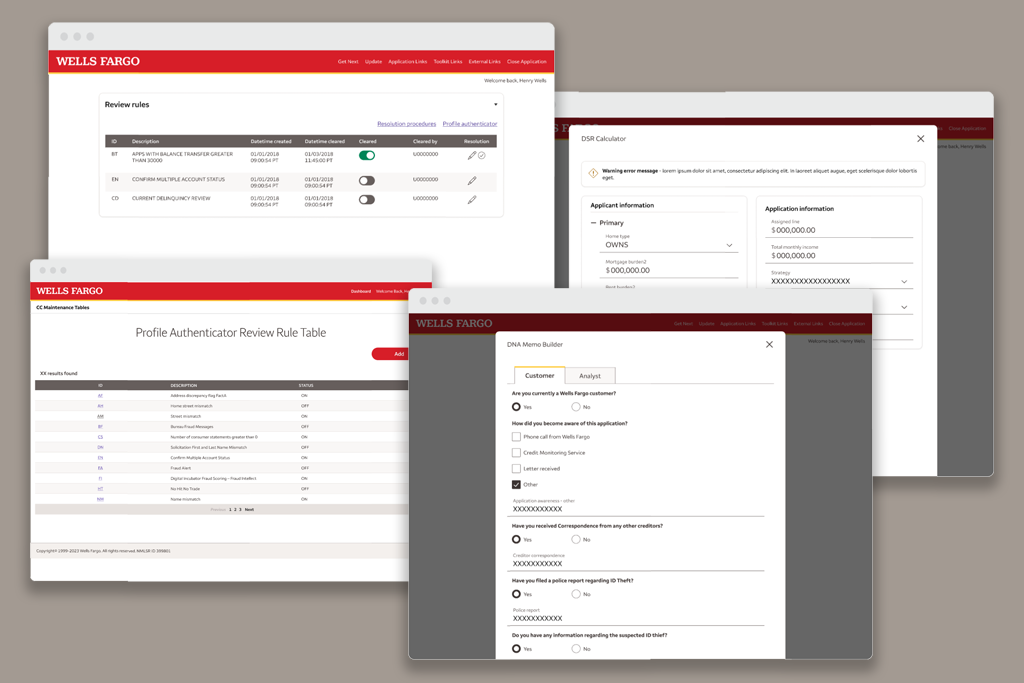 WELLS FARGO
Get Next Update Application Links Toolkit Links External Links Close Application
Welcome back, Henry Wells
Review rules
Resolution procedures Profile authenticator
ID Description Datetime created Datetime cleared Cleared Cleared by Resolution
BT APPS WITH BALANCE TRANSFER GREATER THAN 30000 01/01/2018 09:00:54 PT 01/03/2018 11:45:00 PT U0000000
EN CONFIRM MULTIPLE ACCOUNT STATUS 01/01/2018 09:00:54 PT 01/01/2018 09:00:54 PT U0000000
CD CURRENT DELINQUENCY REVIEW 01/01/2018 09:00:54 PT 01/01/2018 09:00:54 PT U0000000
Close Application
back, Henry Wells
DSR Calculator
Warning error message - lorem ipsum dolor sit amet, consectetur adipiscing elit. In laoreet aliquet augue, eget scelerisque dolor lobortis
eget.
Applicant information
Primary
Home type
OWNS
Mortgage burden2
$000,000.00
Rent burden2
Application information
Assigned line
$000,000.00
Total monthly income
$000,000.00
Strategy
XXXXXXXXXXXXXXXXX
WELLS FARGO
Dashboard Welcome Back,
CC Maintenance Tables
Profile Authenticator Review Rule Table
Add
XX results found
ID DESCRIPTION STATUS
AF Address discrepancy Reg ON
AH Home street mismatch OFF
AM Street mismatch ON
BF Bureau Fraud Messages OFF
CS Number of consumer statements greater than 0 ON
DN Solicitation First and Last Name Mismatch OFF
EN Confirm Multiple Account Status ON
FA Fraud Alert OFF
FI Digital Incubator Fraud Scoring - Fraud Intellect ON
HT No Hit No Trade OFF
NM Name mismatch ON
Previous 1 2 3 Next
Copyright© 1999-2023 Wells Fargo. All rights reserved. NMLSR ID 399801
WELLS FARGO
Get Next Update Application Links Toolkit Links External Links Close Application
Welcome back, Henry Wells
DNA Memo Builder
Customer Analyst
Are you currently a Wells Fargo customer?
Yes No
How did you become aware of this application?
Phone call from Wells Fargo
Credit Monitoring Service
Letter received
Other
Application awareness - other
XXXXXXXXXXX
Have you received Correspondence from any other creditors?
Yes No
Creditor correspondence
XXXXXXXXXXX
Have you filed a police report regarding ID Theft?
Yes No
Police report
XXXXXXXXXXX
Do you have any information regarding the suspected ID thief?
Yes No